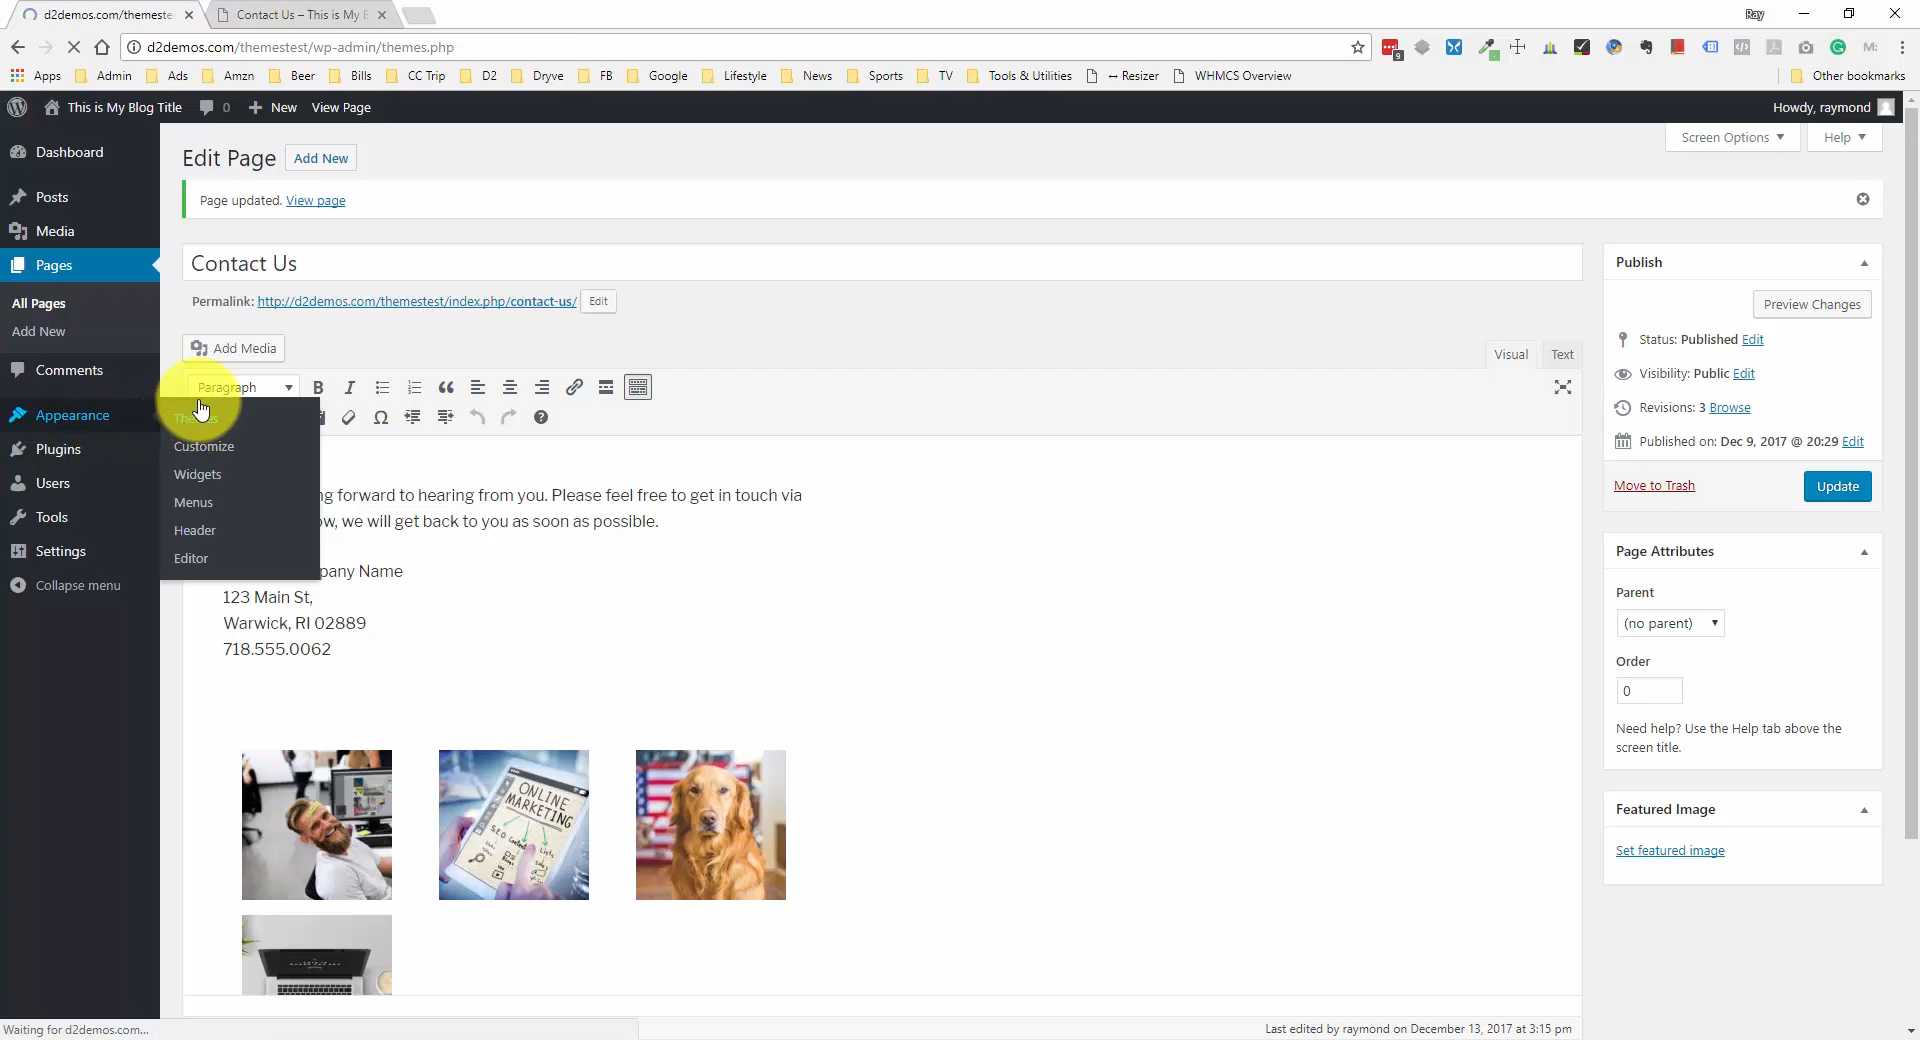 d2demos.com/themeste
Contact Us – This is My B
Ray
d2demos.com/themestest/wp-admin/themes.php
9
M:
Apps
Admin
Ads
Amzn
Beer
Bills
CC Trip
D2
Dryve
FB
Google
Lifestyle
News
Sports
TV
Tools & Utilities
↔ Resizer
WHMCS Overview
Other bookmarks
This is My Blog Title
0
New
View Page
Howdy, raymond
Dashboard
Posts
Media
Pages
All Pages
Add New
Comments
Appearance
Plugins
Users
Tools
Settings
Collapse menu
Themes
Customize
Widgets
Menus
Header
Editor
Screen Options
Help
Edit Page
Add New
Page updated. View page
Contact Us
Permalink: http://d2demos.com/themestest/index.php/contact-us/
Edit
Add Media
Visual
Text
Paragraph
B I
ng forward to hearing from you. Please feel free to get in touch via
ow, we will get back to you as soon as possible.
pany Name
123 Main St,
Warwick, RI 02889
718.555.0062
ONLINE
MARKETING
SEO
Last edited by raymond on December 13, 2017 at 3:15 pm
Publish
Preview Changes
Status: Published Edit
Visibility: Public Edit
Revisions: 3 Browse
Published on: Dec 9, 2017 @ 20:29 Edit
Move to Trash
Update
Page Attributes
Parent
(no parent)
Order
0
Need help? Use the Help tab above the
screen title.
Featured Image
Set featured image
Waiting for d2demos.com...